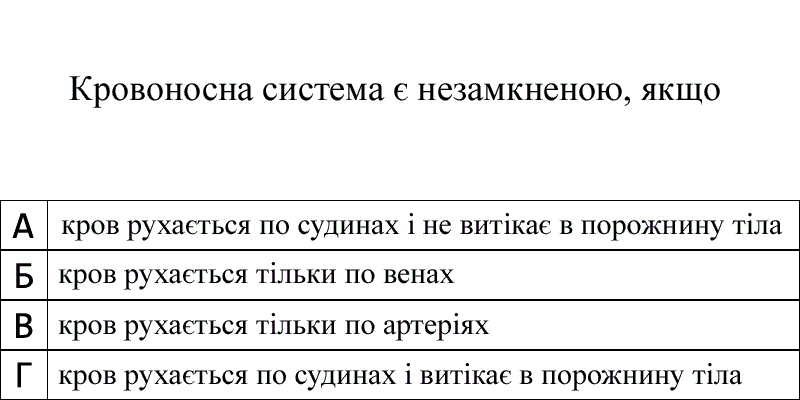 Кровоносна система є незамкненою, якщо
А кров рухається по судинах і не витікає в порожнину тіла
Б кров рухається тільки по венах
В кров рухається тільки по артеріях
Г кров рухається по судинах і витікає в порожнину тіла